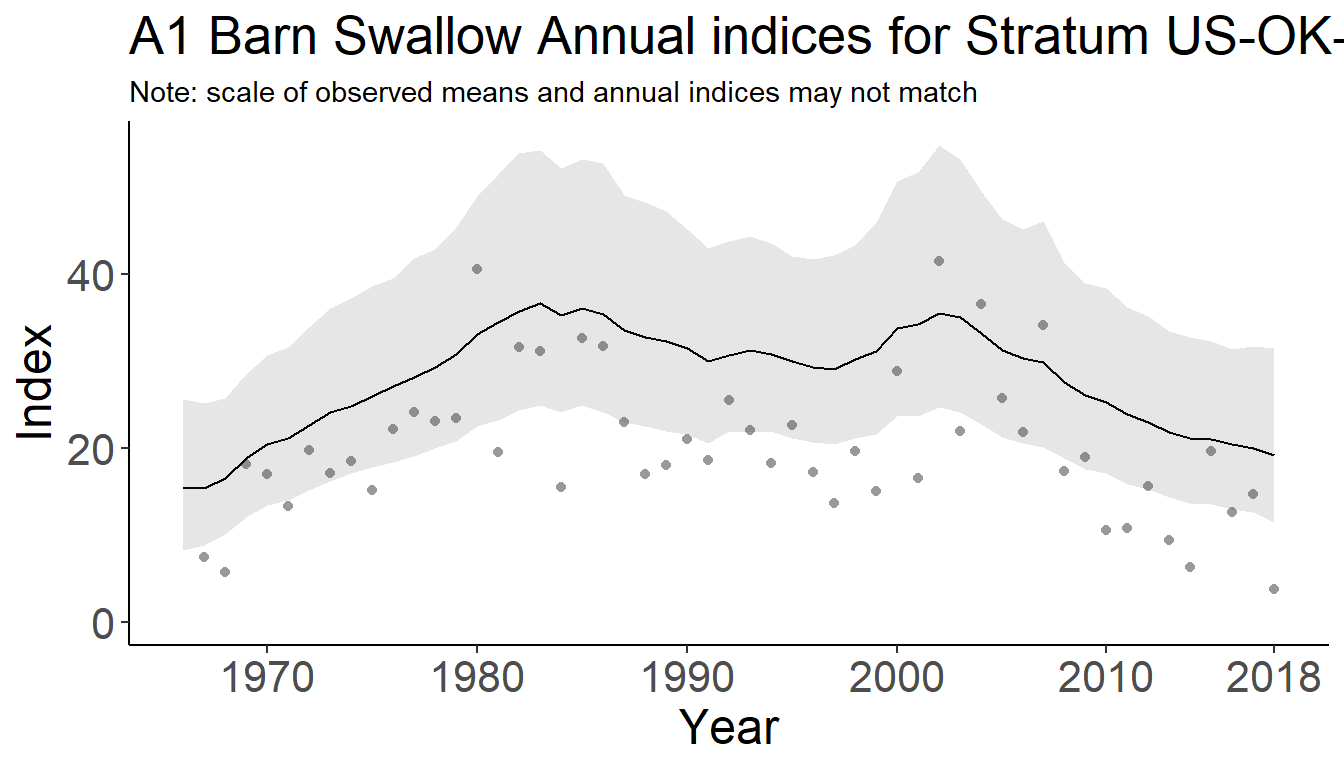 A1 Barn Swallow Annual indices for Stratum US-OK-
Note: scale of observed means and annual indices may not match
Index
40
20
0
1970 1980 1990 2000 2010 2018
Year